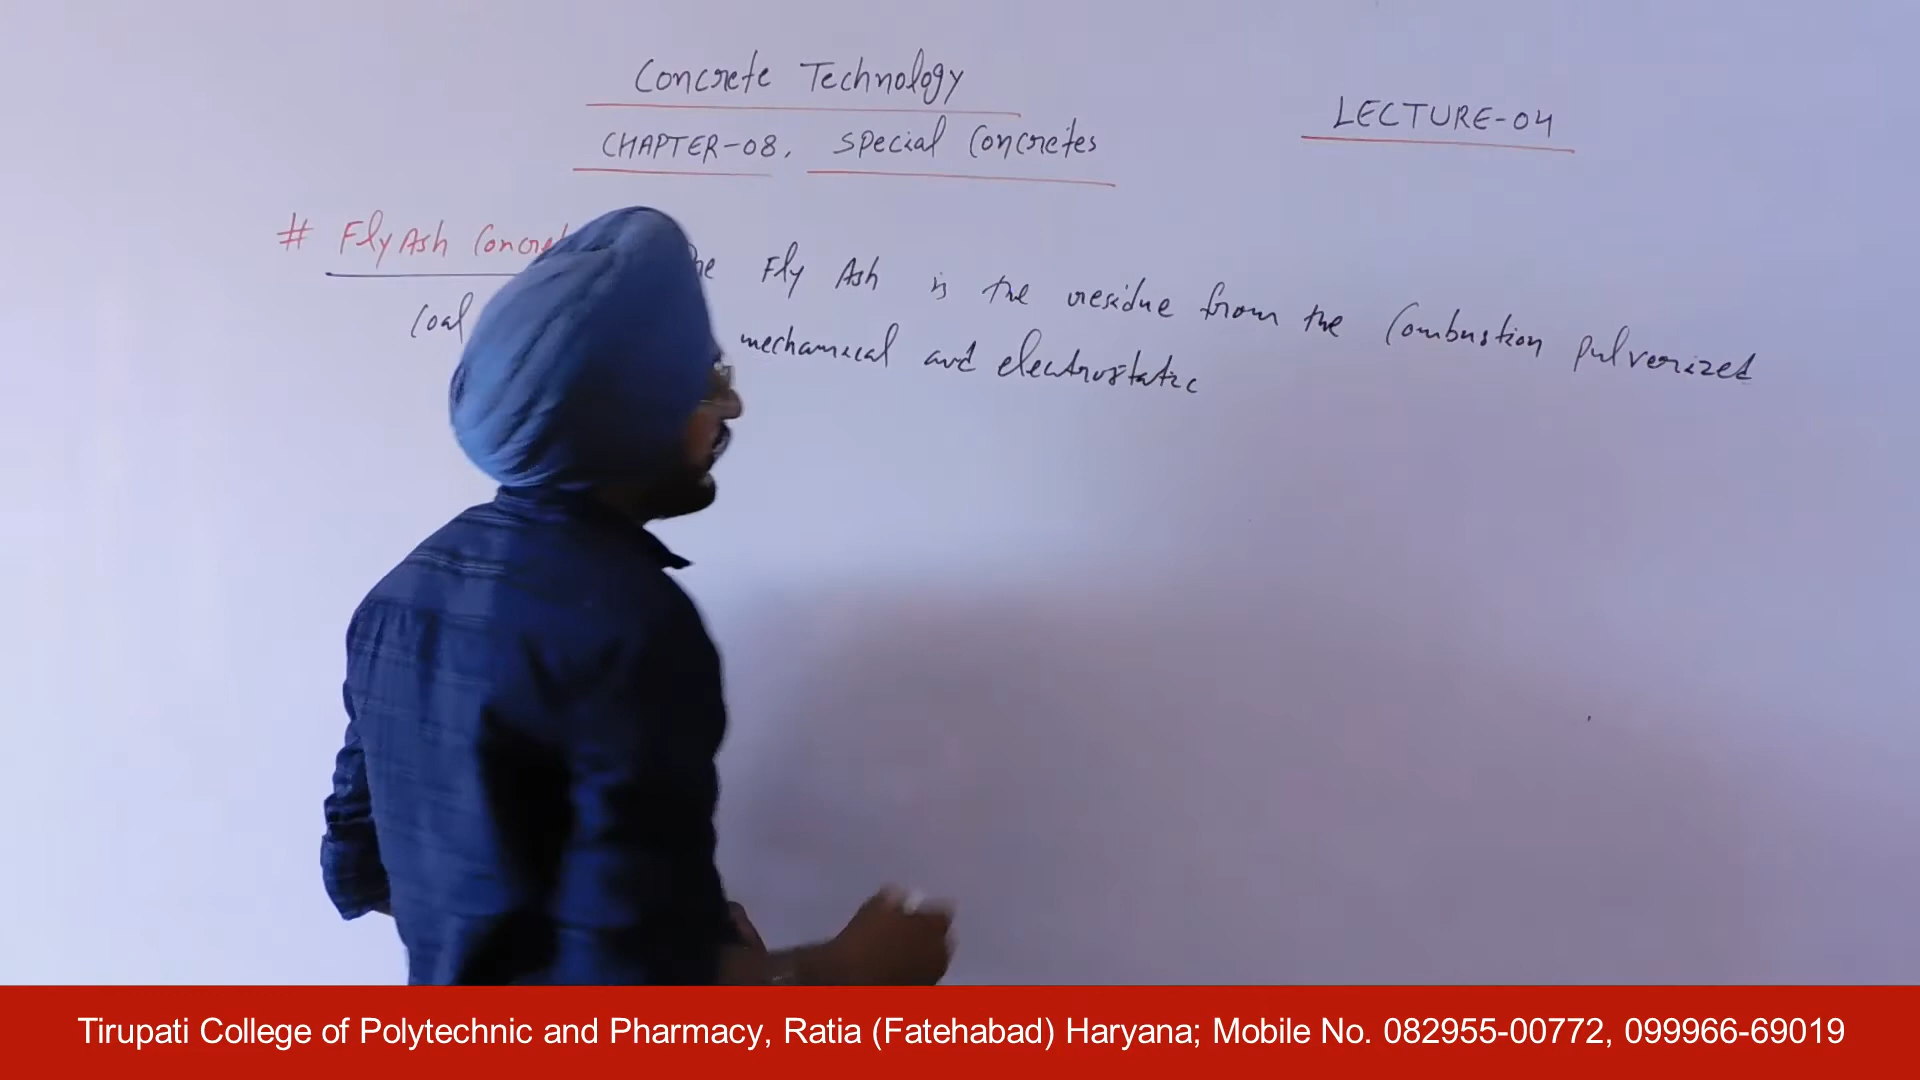 Concrete Technology
LECTURE-04
CHAPTER-08, Special Concretes
# Fly Ash Fly Ash is the residue from the Combustion pulverized
Coal mechanical and electrostatic
Tirupati College of Polytechnic and Pharmacy, Ratia (Fatehabad) Haryana; Mobile No. 082955-00772, 099966-69019